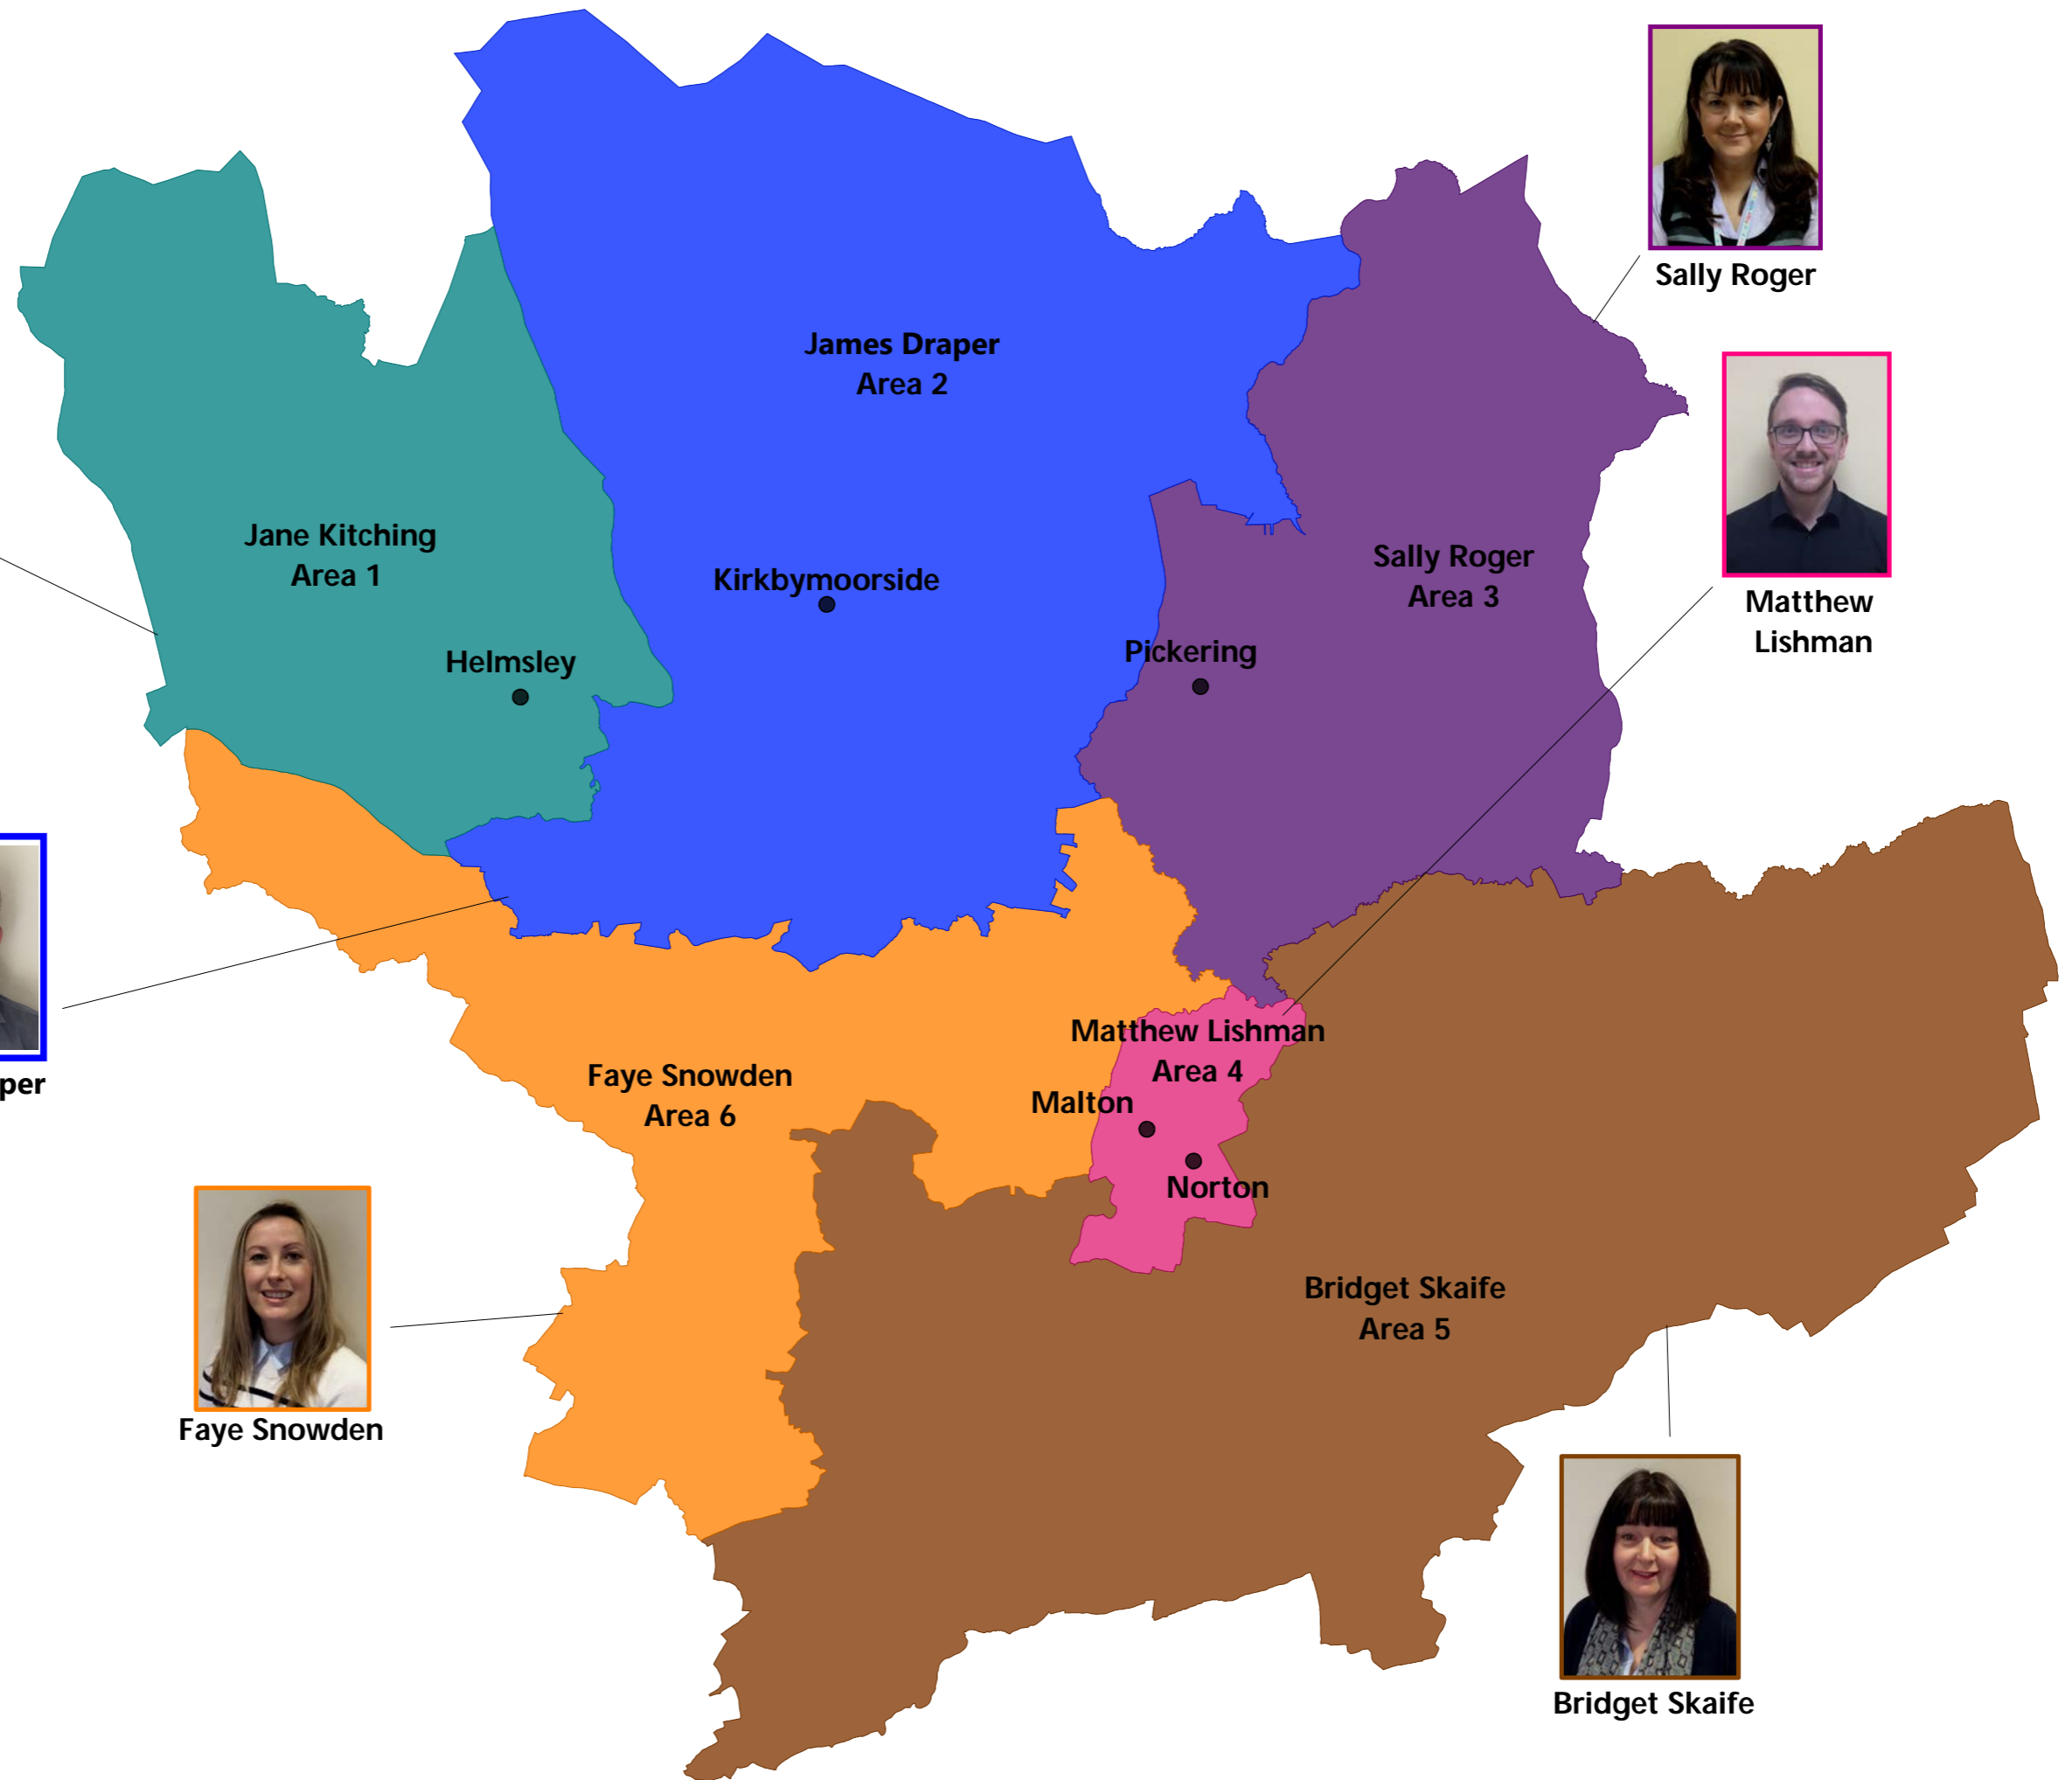 Sally Roger
James Draper
Area 2
Matthew
Lishman
Jane Kitching
Area 1
Sally Roger
Area 3
Kirkbymoorside
Pickering
Helmsley
Matthew Lishman
Area 4
Faye Snowden
Area 6
per
Malton
Norton
Bridget Skaife
Area 5
Faye Snowden
Bridget Skaife